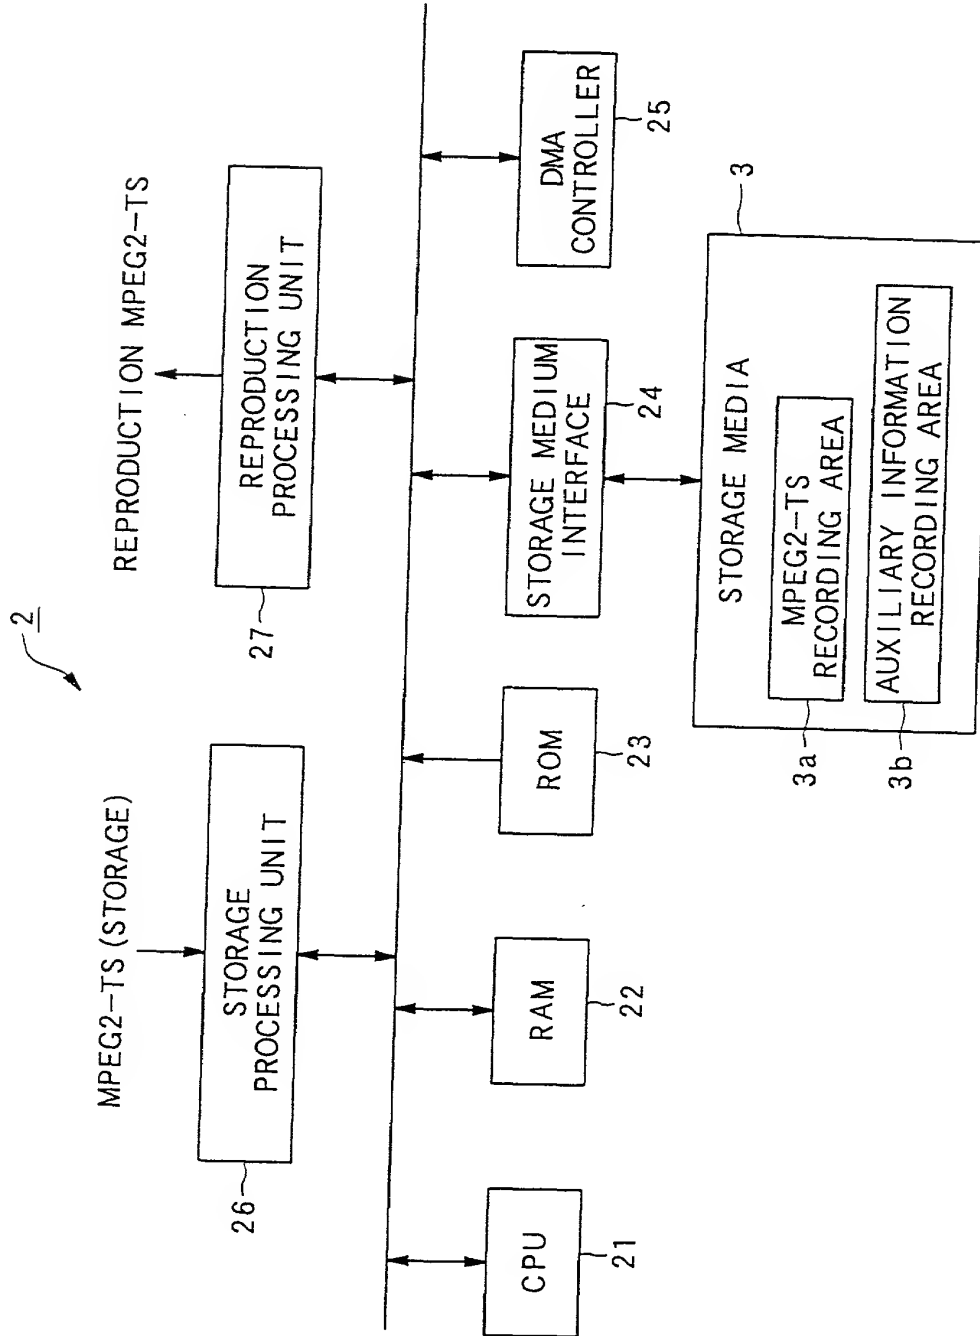 2
MPEG2-TS (STORAGE)
REPRODUCTION MPEG2-TS
STORAGE
PROCESSING UNIT
26
REPRODUCTION
PROCESSING UNIT
27
CPU
21
RAM
22
ROM
23
STORAGE MEDIUM
INTERFACE
24
DMA
CONTROLLER
25
3
STORAGE MEDIA
MPEG2-TS
RECORDING AREA
3a
AUXILIARY INFORMATION
RECORDING AREA
3b